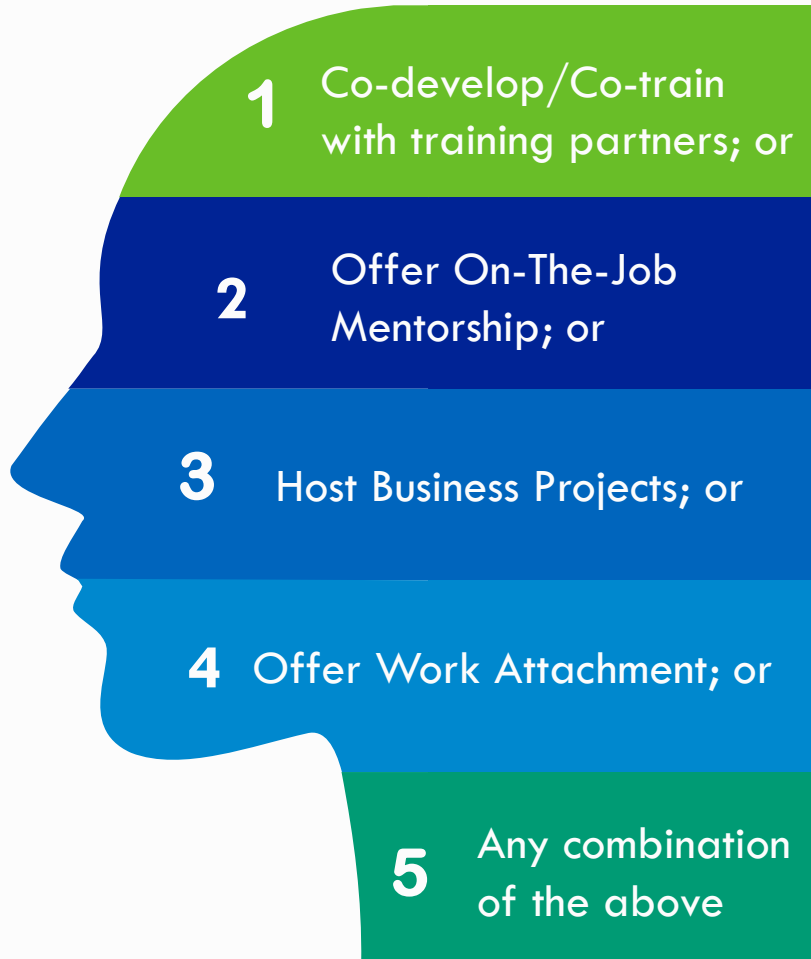 1 Co-develop/Co-train
with training partners; or
2 Offer On-The-Job
Mentorship; or
3 Host Business Projects; or
4 Offer Work Attachment; or
5 Any combination
of the above